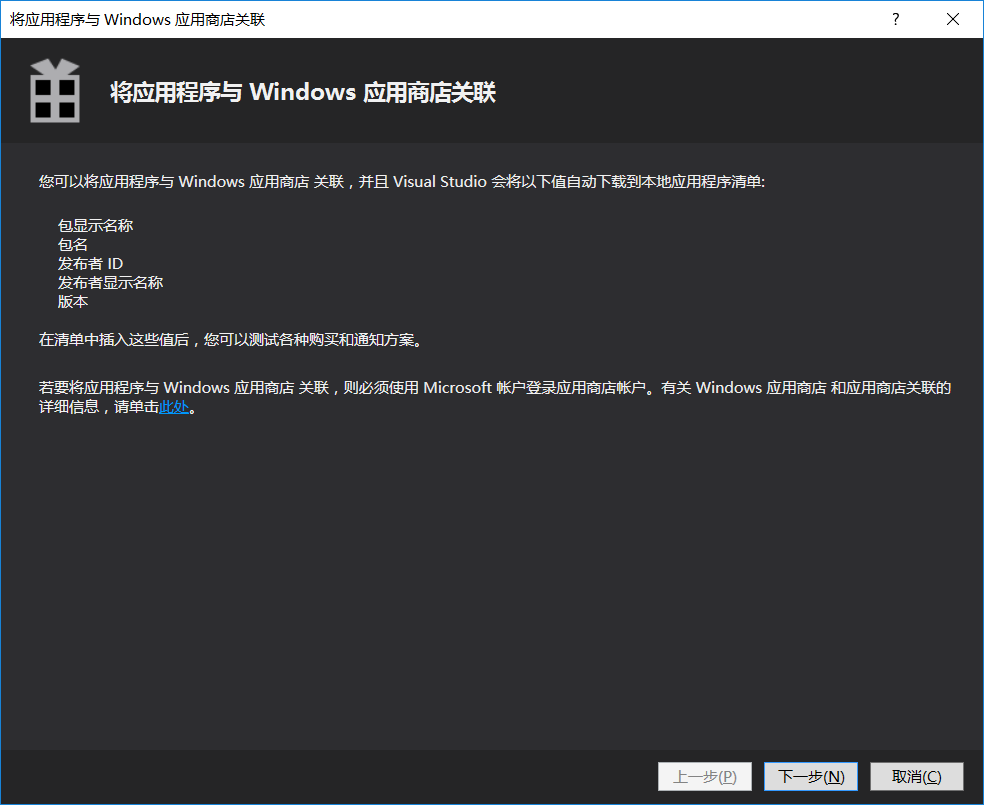 将应用程序与 Windows 应用商店关联
?
将应用程序与 Windows 应用商店关联
您可以将应用程序与 Windows 应用商店 关联，并且 Visual Studio 会将以下值自动下载到本地应用程序清单:
包显示名称
包名
发布者 ID
发布者显示名称
版本
在清单中插入这些值后，您可以测试各种购买和通知方案。
若要将应用程序与 Windows 应用商店 关联，则必须使用 Microsoft 帐户登录应用商店帐户。有关 Windows 应用商店 和应用商店关联的
详细信息，请单击此处。
上一步(P) 下一步(N) 取消(C)